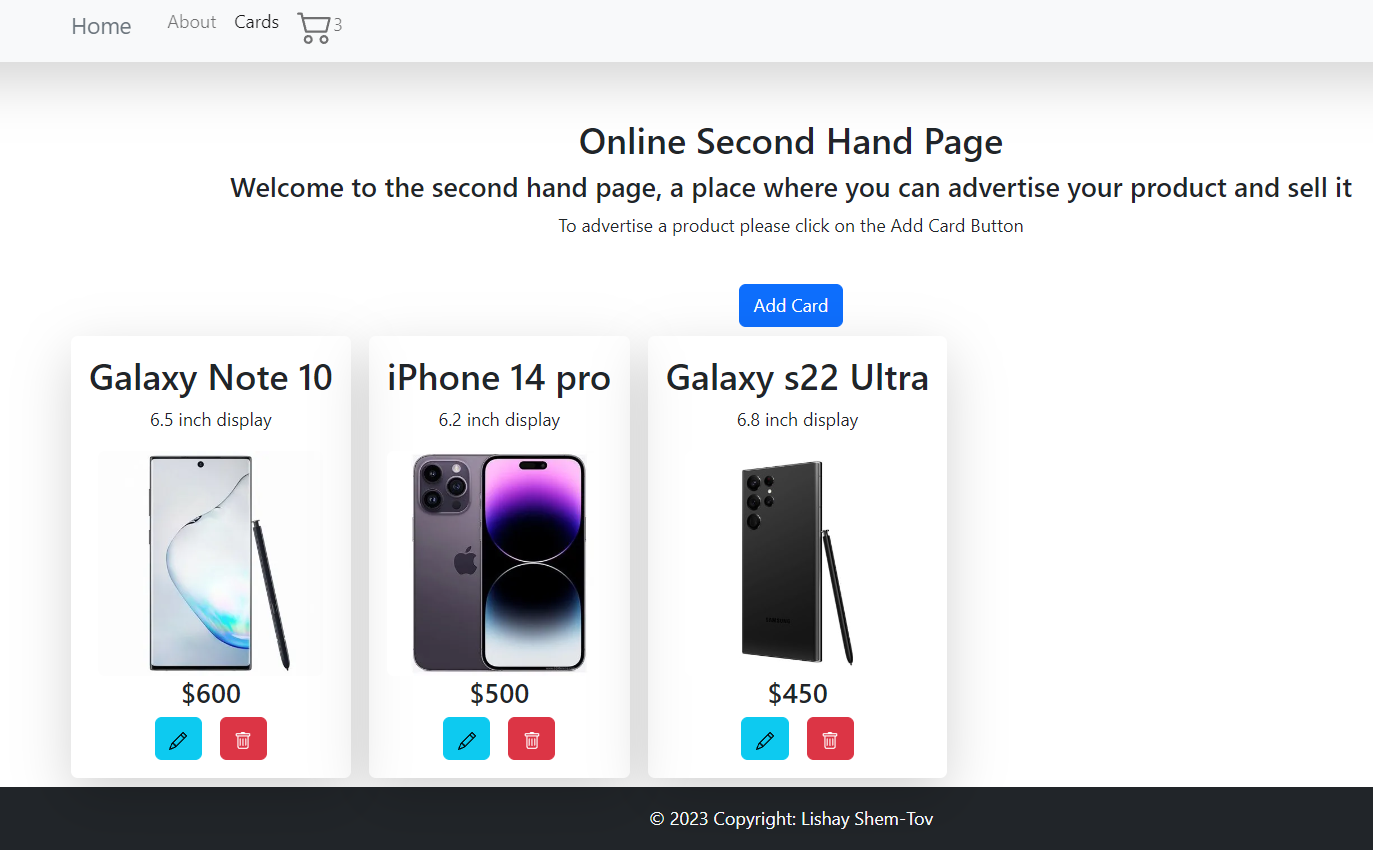 Home About Cards 3
Online Second Hand Page
Welcome to the second hand page, a place where you can advertise your product and sell it
To advertise a product please click on the Add Card Button
Add Card
Galaxy Note 10
6.5 inch display
$600
iPhone 14 pro
6.2 inch display
$500
Galaxy s22 Ultra
6.8 inch display
SAMSUNG
$450
© 2023 Copyright: Lishay Shem-Tov